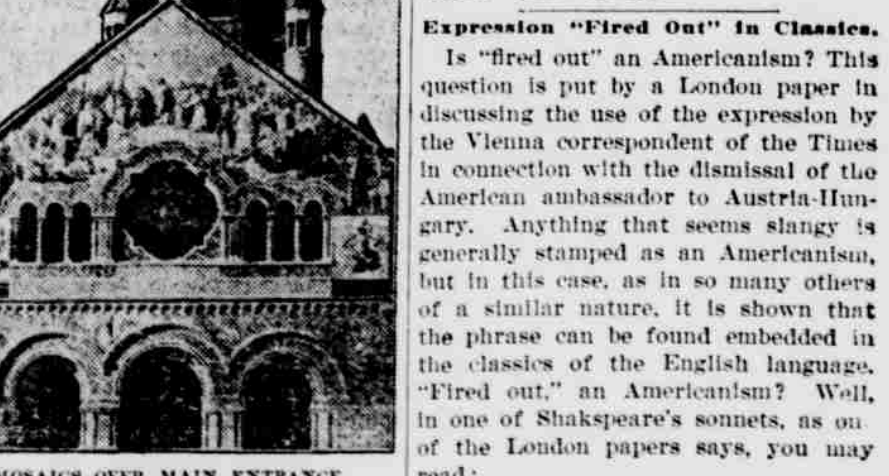 Expression "Fired Out" in Classics.
Is "fired out" an Americanism? This
question is put by a London paper in
discussing the use of the expression by
the Vienna correspondent of the Times
in connection with the dismissal of the
American ambassador to Austria-Hun-
gary. Anything that seems slangy is
generally stamped as an Americanism,
but in this case, as in so many others
of a similar nature, it is shown that
the phrase can be found embedded in
the classics of the English language.
"Fired out," an Americanism? Well,
in one of Shakspeare's sonnets, as on
of the London papers says, you may
read:
MOSAICS OVER MAIN ENTRANCE